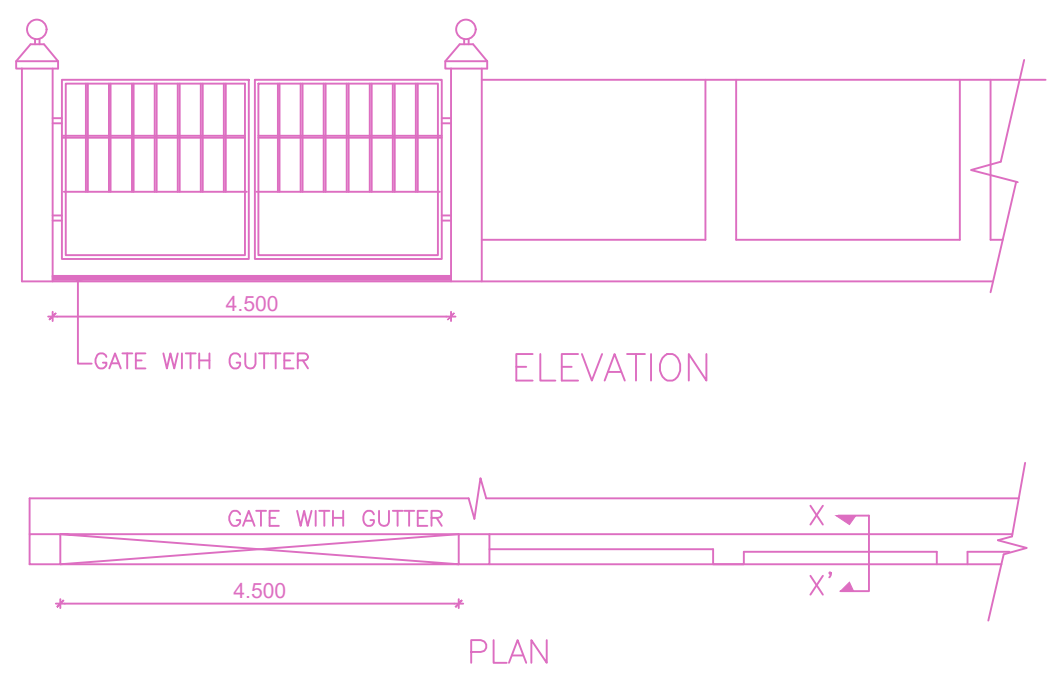 4.500
GATE WITH GUTTER
ELEVATION
GATE WITH GUTTER
X
X'
4.500
PLAN